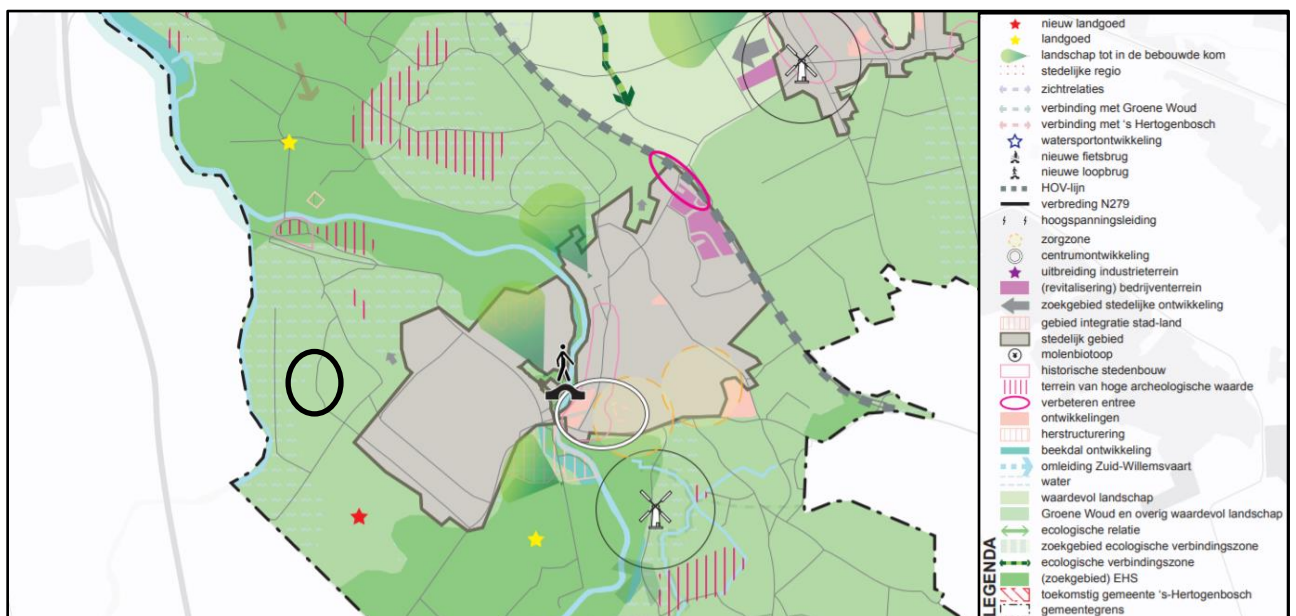 nieuw landgoed
landgoed
landschap tot in de bebouwde kom
stedelijke regio
zichtrelaties
verbinding met Groene Woud
verbinding met 's Hertogenbosch
watersportontwikkeling
nieuwe fietsbrug
nieuwe loopbrug
HOV-lijn
verbreding N279
hoogspanningsleiding
zorgzone
centrumontwikkeling
uitbreiding industrieterrein
(revitalisering) bedrijventerrein
zoekgebied stedelijke ontwikkeling
gebied integratie stad-land
stedelijk gebied
molenbiotoop
historische stedenbouw
terrein van hoge archeologische waarde
verbeteren entree
ontwikkelingen
herstructurering
beekdal ontwikkeling
omleiding Zuid-Willemsvaart
water
waardevol landschap
Groene Woud en overig waardevol landschap
ecologische relatie
zoekgebied ecologische verbindingszone
ecologische verbindingszone
(zoekgebied) EHS
toekomstig gemeente 's-Hertogenbosch
gemeentegrens
LEGENDA